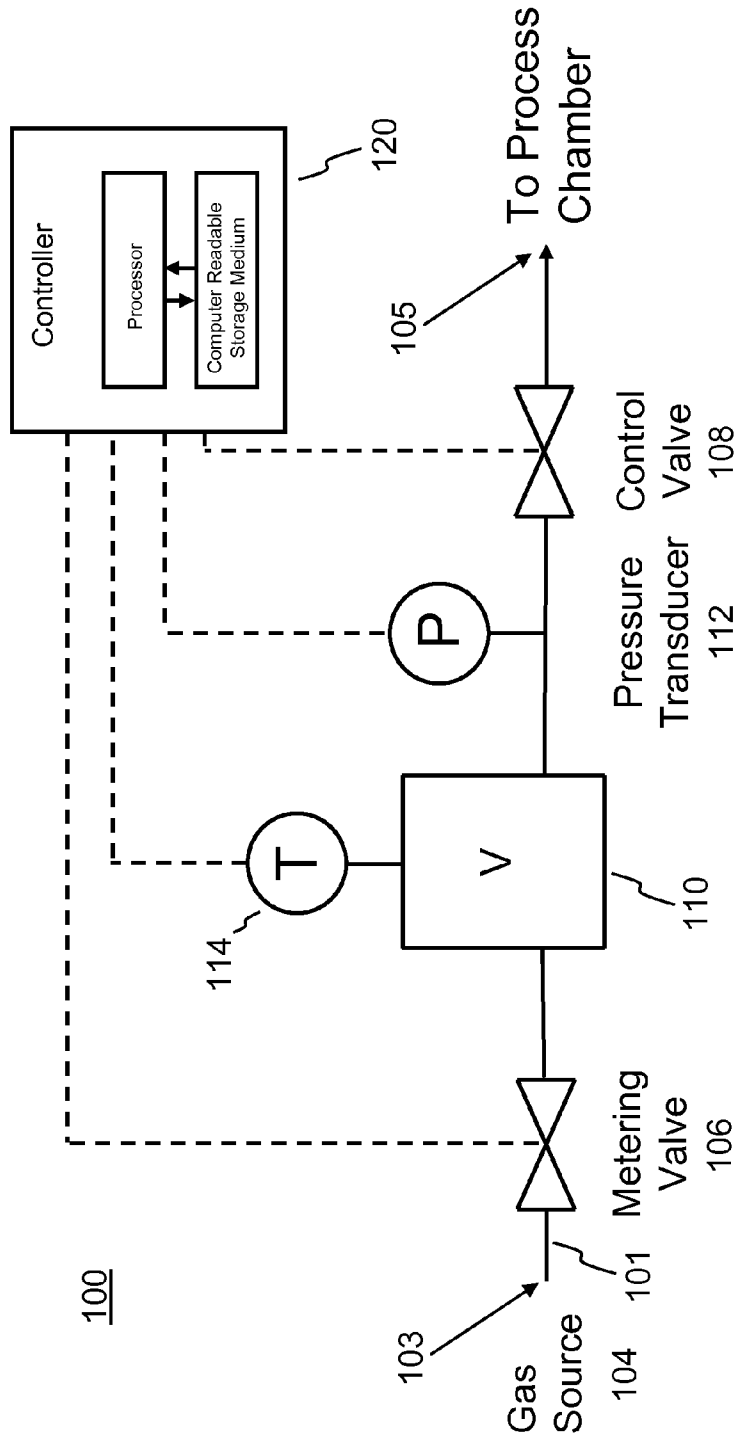 100
Controller
Processor
Computer Readable
Storage Medium
120
T
114
P
105
To Process
Chamber
V
110
103
101
Gas
Source
104
Metering
Valve
106
Pressure
Transducer
112
Control
Valve
108